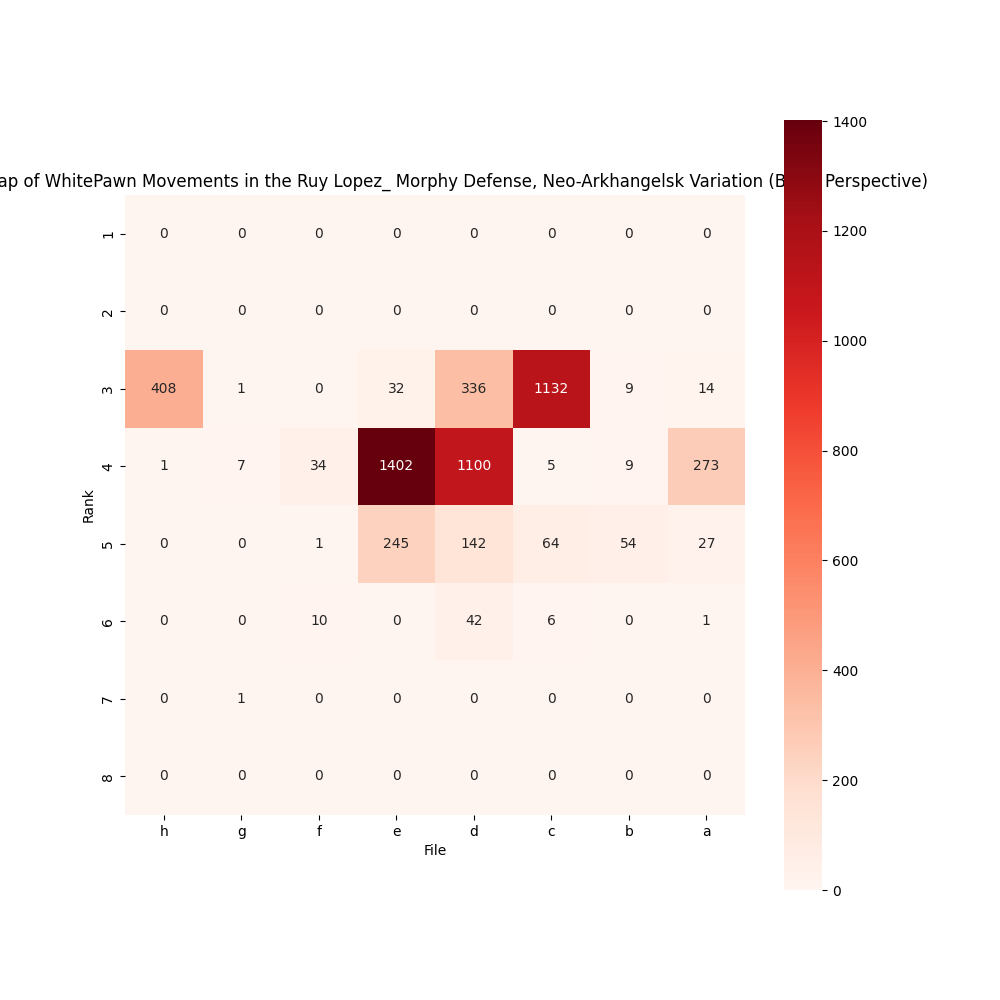 ap of WhitePawn Movements in the Ruy Lopez_ Morphy Defense, Neo-Arkhangelsk Variation (B Perspective)
1 0 0 0 0 0 0 0 0
2 0 0 0 0 0 0 0 0
3 408 1 0 32 336 1132 9 14
4 1 7 34 1402 1100 5 9 273
5 0 0 1 245 142 64 54 27
6 0 0 10 0 42 6 0 1
7 0 1 0 0 0 0 0 0
8 0 0 0 0 0 0 0 0
h g f e d c b a
File
Rank
1400
1200
1000
800
600
400
200
0